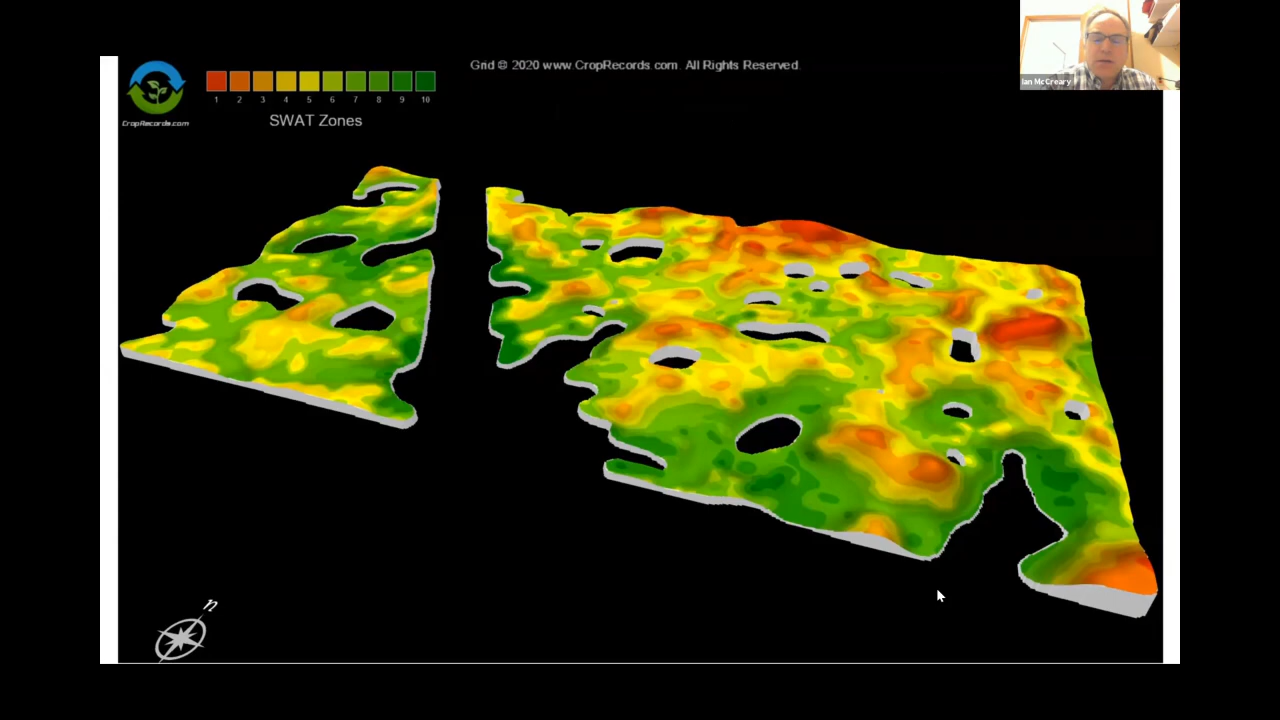 Grid © 2020 www.CropRecords.com. All Rights Reserved.
1 2 3 4 5 6 7 8 9 10
SWAT Zones
CropRecords.com
Ian McCreary
n